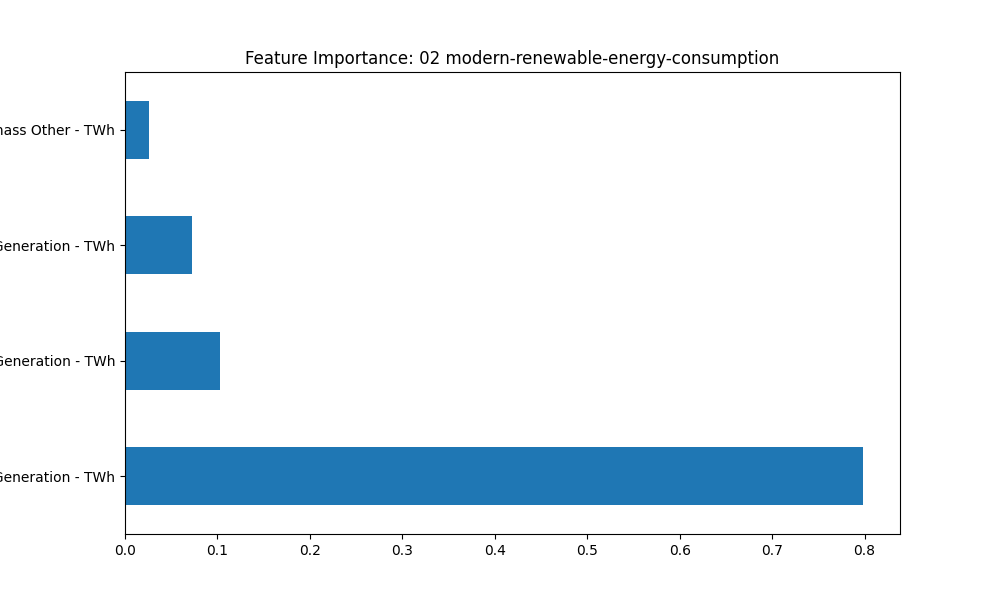 Feature Importance: 02 modern-renewable-energy-consumption
Other - TWh
Generation - TWh
Generation - TWh
Generation - TWh
0.0 0.1 0.2 0.3 0.4 0.5 0.6 0.7 0.8